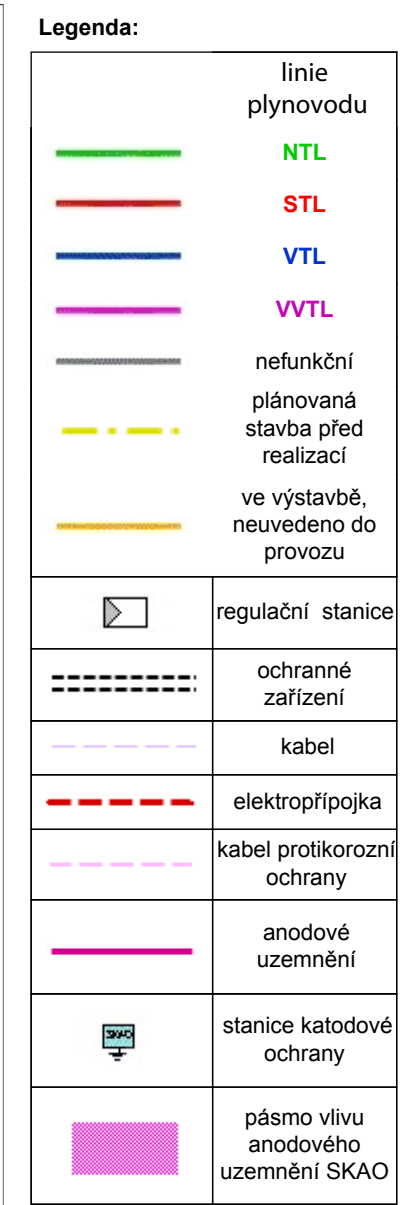 Legenda:
linie
plynovodu
NTL
STL
VTL
VVTL
nefunkční
plánovaná
stavba před
realizací
ve výstavbě,
neuvedeno do
provozu
regulační stanice
ochranné
zařízení
kabel
elektropřípojka
kabel protikorozní
ochrany
anodové
uzemnění
SKAO
stanice katodové
ochrany
pásmo vlivu
anodového
uzemnění SKAO